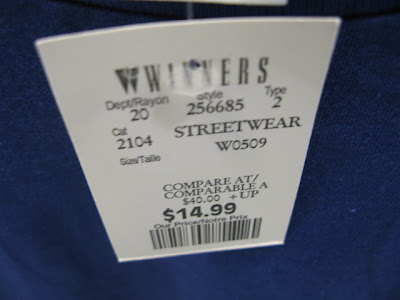 WINNERS
Dept/Rayon Style Type
20 256685 2
Cat STREETWEAR
2104 W0509
Size/Taille
COMPARE AT/
COMPARABLE A
$40.00 + UP
$14.99
Our Price/Notre Prix